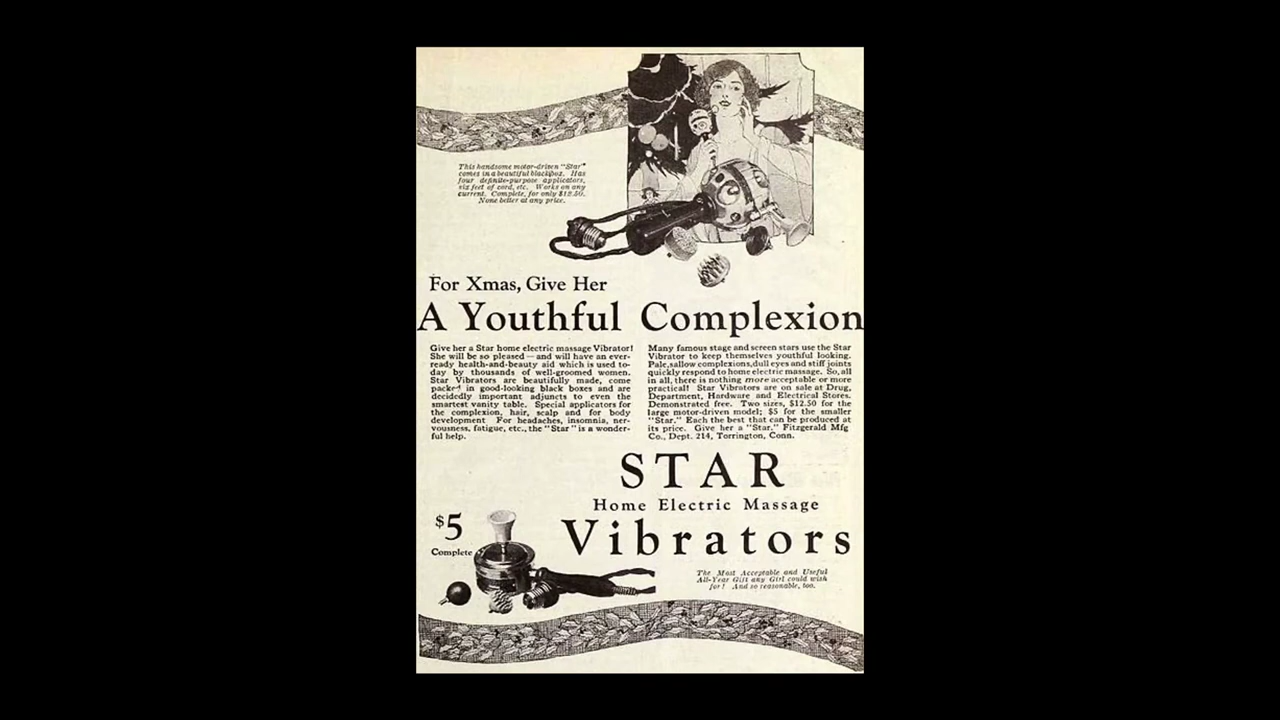 This handsome motor-driven "Star"
comes in a beautiful black box. Has
four definite-purpose applicators,
six feet of cord, etc. Works on any
current. Complete, for only $12.50.
None better at any price.
For Xmas, Give Her
A Youthful Complexion
Give her a Star home electric massage Vibrator!
She will be so pleased—and will have an ever-
ready health-and-beauty aid which is used to-
day by thousands of well-groomed women.
Star Vibrators are beautifully made, come
packed in good-looking black boxes and are
decidedly important adjuncts to even the
smartest vanity table. Special applicators for
the complexion, hair, scalp and for body
development For headaches, insomnia, ner-
vousness, fatigue, etc., the "Star" is a wonder-
ful help.
Many famous stage and screen stars use the Star
Vibrator to keep themselves youthful looking.
Pale, sallow complexions, dull eyes and stiff joints
quickly respond to home electric massage. So, all
in all, there is nothing more acceptable or more
practical! Star Vibrators are on sale at Drug,
Department, Hardware and Electrical Stores.
Demonstrated free. Two sizes, $12.50 for the
large motor-driven model; $5 for the smaller
"Star." Each the best that can be produced at
its price. Give her a "Star." Fitzgerald Mfg
Co., Dept. 214, Torrington, Conn.
STAR
Home Electric Massage
Vibrators
$5
Complete
The Most Acceptable and Useful
All-Year Gift any Girl could wish
for! And so reasonable, too.